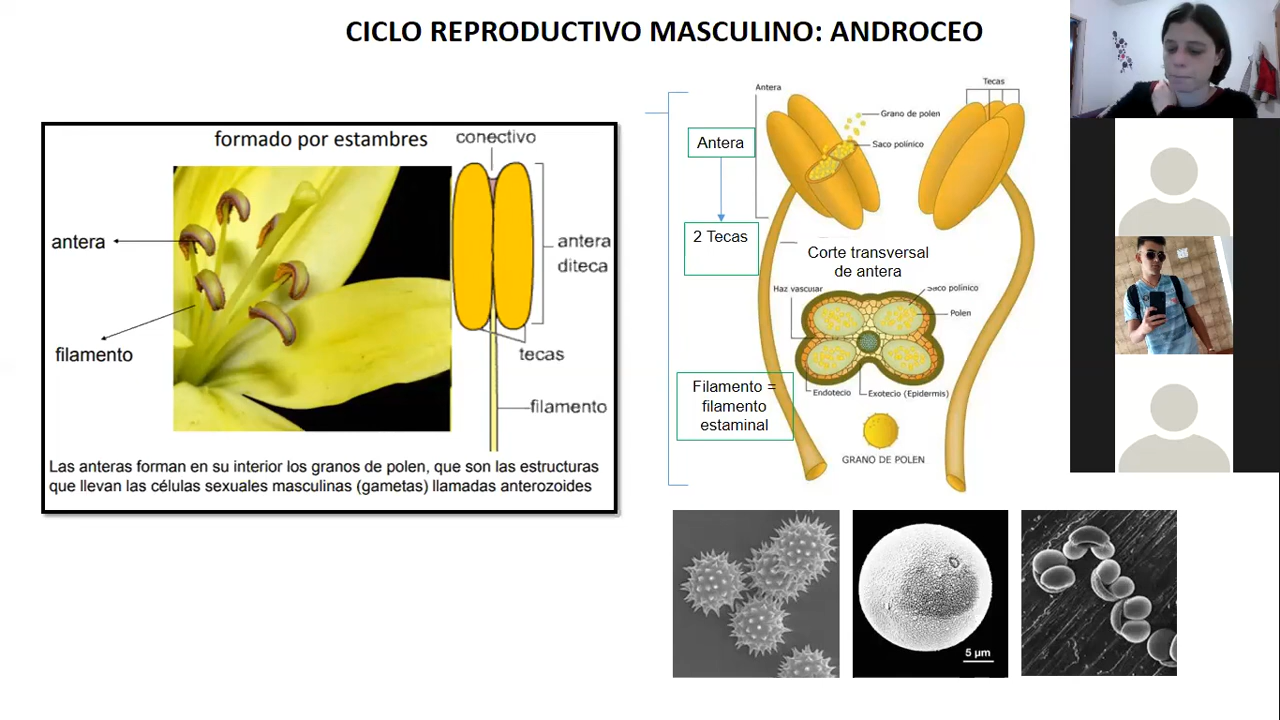 CICLO REPRODUCTIVO MASCULINO: ANDROCEO
formado por estambres
conectivo
antera
antera
diteca
filamento
tecas
filamento
Las anteras forman en su interior los granos de polen, que son las estructuras
que llevan las células sexuales masculinas (gametas) llamadas anterozoides
Antera
Tecas
Grano de polen
Antera
Saco polínico
2 Tecas
Corte transversal
de antera
Haz vascular
Saco polínico
Polen
Filamento =
filamento
estaminal
Endotecio
Exotecio (Epidermis)
GRANO DE POLEN
5 µm